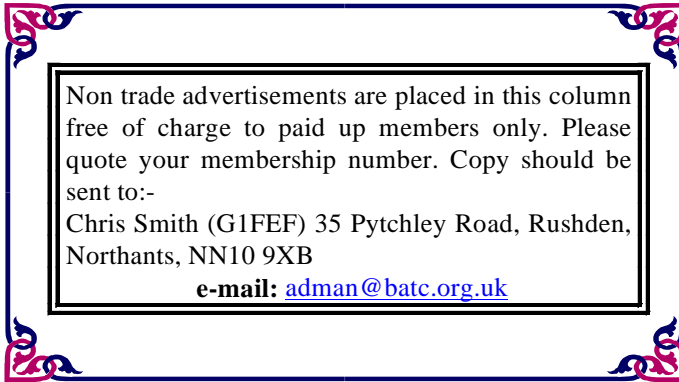 Non trade advertisements are placed in this column
free of charge to paid up members only. Please
quote your membership number. Copy should be
sent to:-
Chris Smith (G1FEF) 35 Pytchley Road, Rushden,
Northants, NN10 9XB
e-mail: adman@batc.org.uk